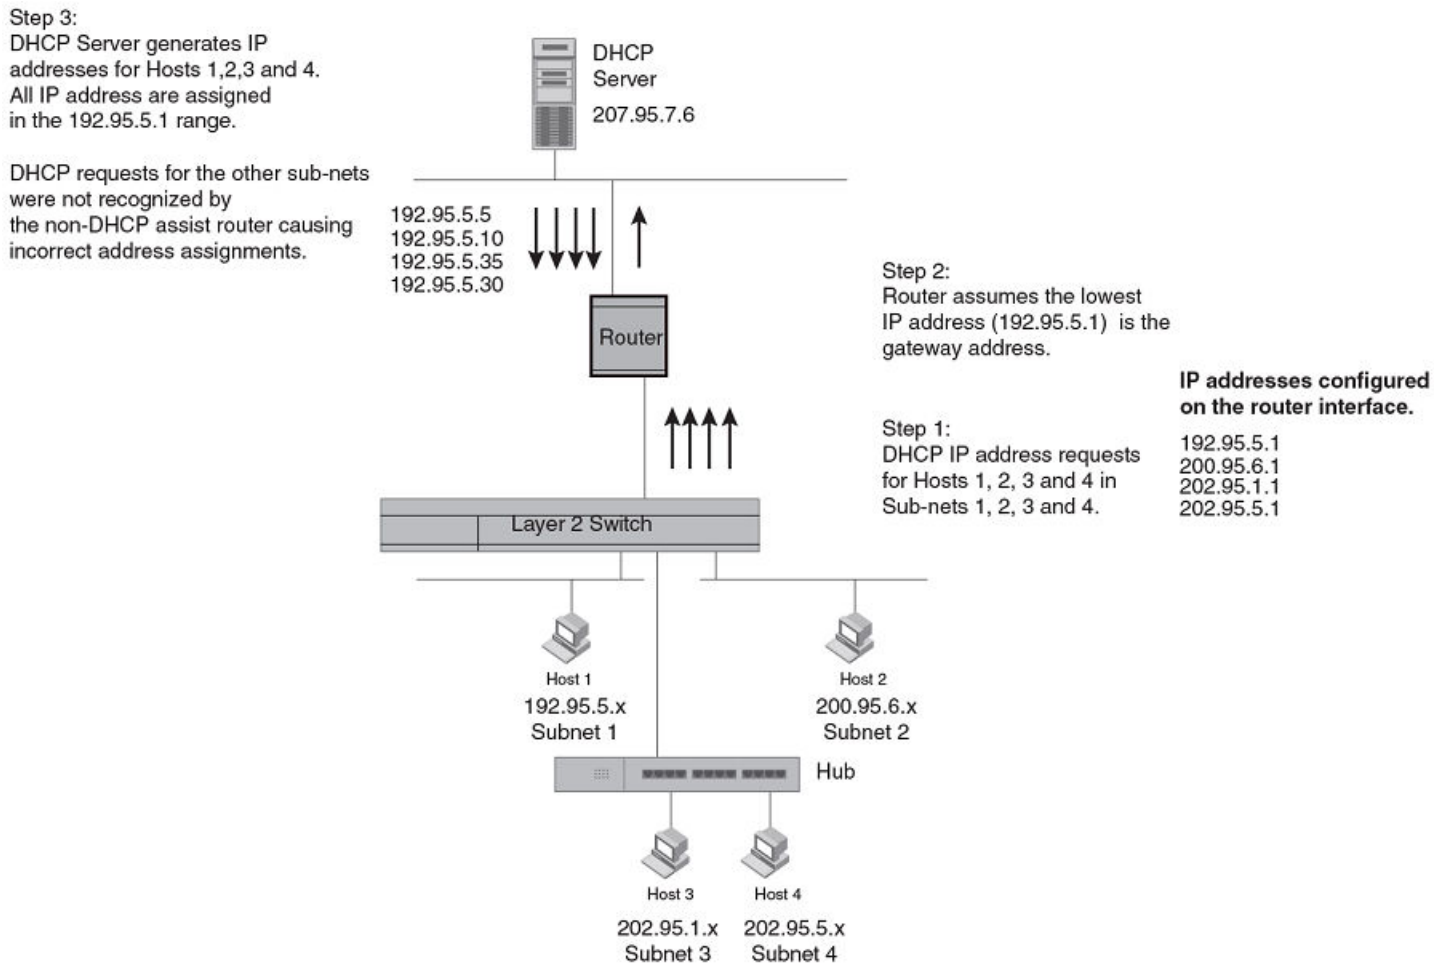 Step 3:
DHCP Server generates IP
addresses for Hosts 1,2,3 and 4.
All IP address are assigned
in the 192.95.5.1 range.
DHCP requests for the other sub-nets
were not recognized by
the non-DHCP assist router causing
incorrect address assignments.
DHCP
Server
207.95.7.6
192.95.5.5
192.95.5.10
192.95.5.35
192.95.5.30
Router
Step 2:
Router assumes the lowest
IP address (192.95.5.1) is the
gateway address.
IP addresses configured
on the router interface.
192.95.5.1
200.95.6.1
202.95.1.1
202.95.5.1
Step 1:
DHCP IP address requests
for Hosts 1, 2, 3 and 4 in
Sub-nets 1, 2, 3 and 4.
Layer 2 Switch
Host 1
192.95.5.x
Subnet 1
Host 2
200.95.6.x
Subnet 2
Hub
Host 3
202.95.1.x
Subnet 3
Host 4
202.95.5.x
Subnet 4